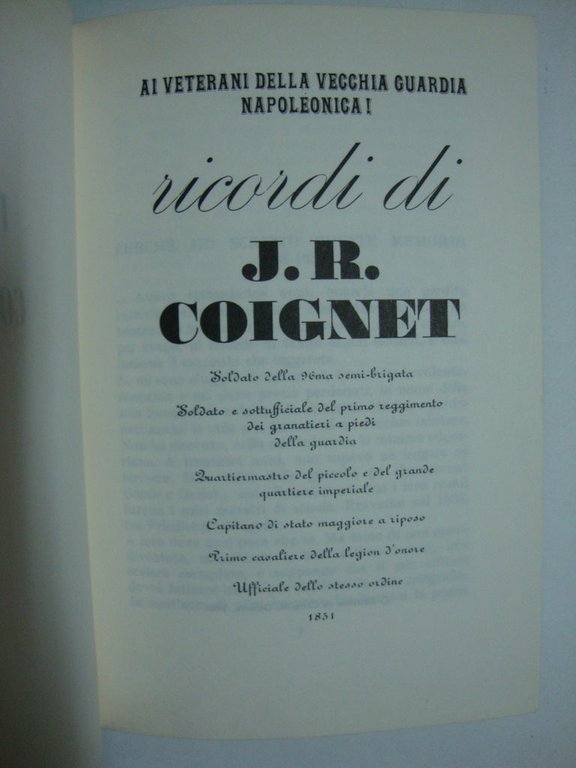 AI VETERANI DELLA VECCHIA GUARDIA
NAPOLEONICA!
ricordi di
J. R.
COIGNET
Soldato della 96ma semi-brigata
Soldato e sottufficiale del primo reggimento
dei granatieri a piedi
della guardia
Quartiermastro del piccolo e del grande
quartiere imperiale
Capitano di stato maggiore a riposo
Primo cavaliere della legion d'onore
Ufficiale dello stesso ordine
1851